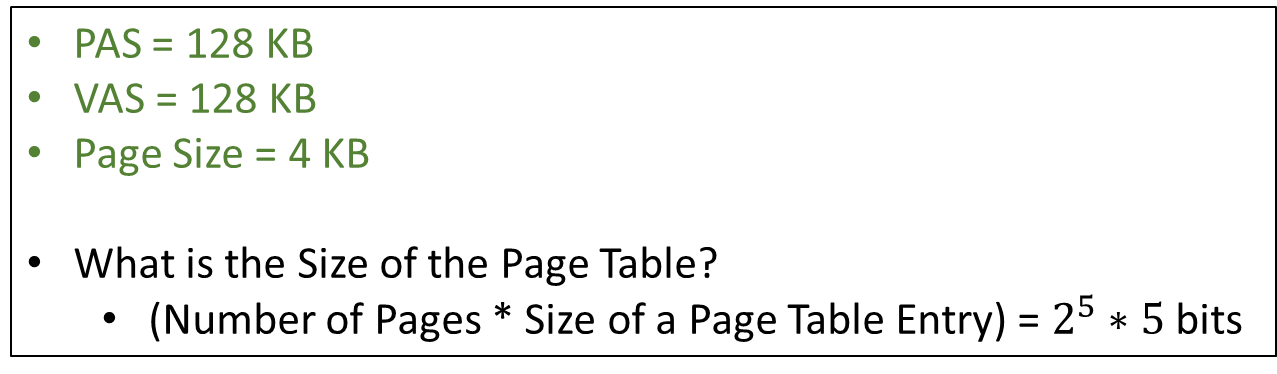 • PAS = 128 KB
• VAS = 128 KB
• Page Size = 4 KB
• What is the Size of the Page Table?
• (Number of Pages * Size of a Page Table Entry) = 2⁵ ∗ 5 bits